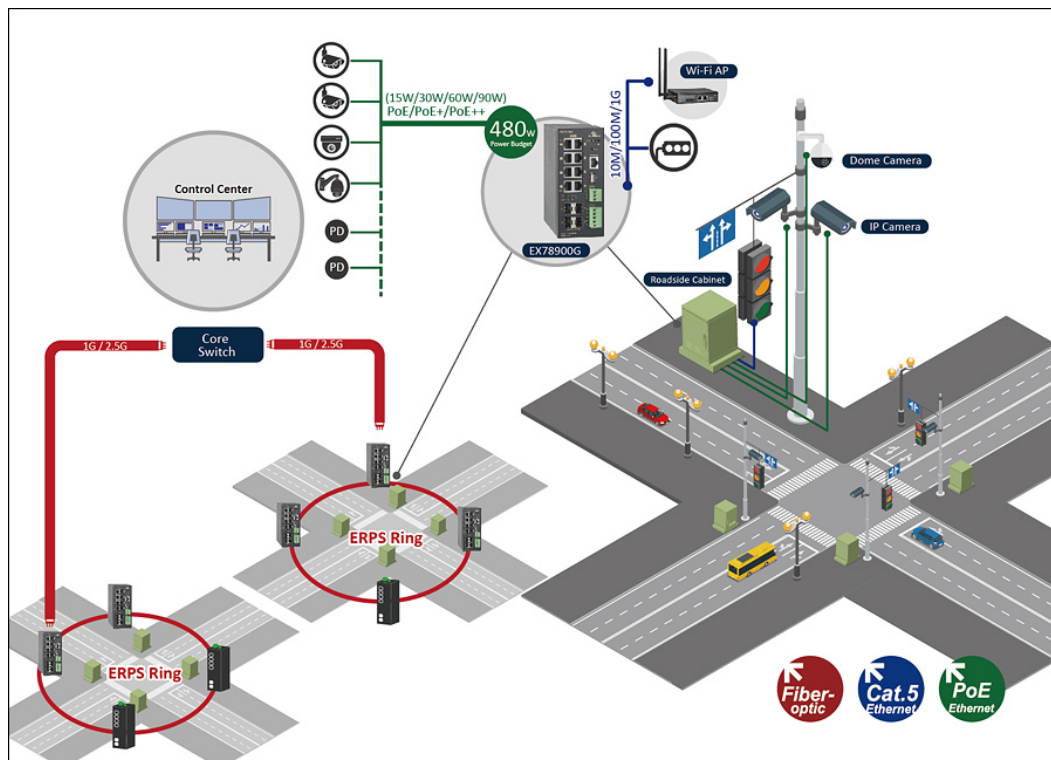 (15W/30W/60W/90W)
PoE/PoE+/PoE++
480W
Power Budget
10M/100M/1G
Wi-Fi AP
Dome Camera
IP Camera
Control Center
PD
PD
EX78900G
Roadside Cabinet
1G / 2.5G
Core
Switch
1G / 2.5G
ERPS Ring
ERPS Ring
Fiber-
optic
Cat.5
Ethernet
PoE
Ethernet